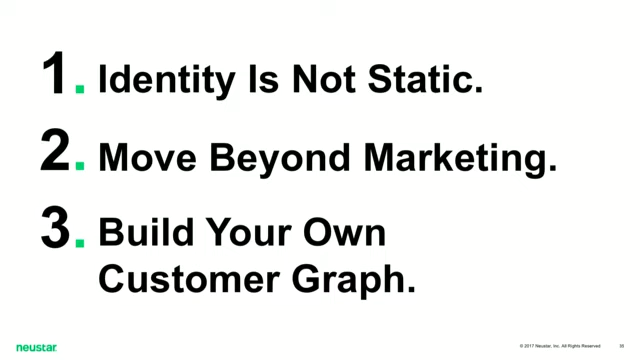 1. Identity Is Not Static.
2. Move Beyond Marketing.
3. Build Your Own
Customer Graph.
neustar
© 2017 Neustar, Inc. All Rights Reserved